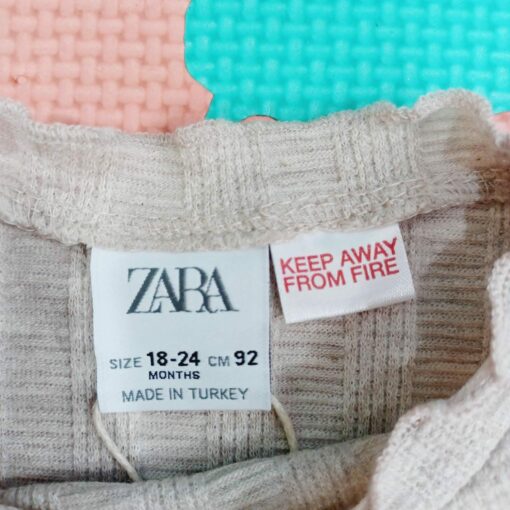 ZARA
SIZE 18-24 CM 92
MONTHS
MADE IN TURKEY
KEEP AWAY
FROM FIRE